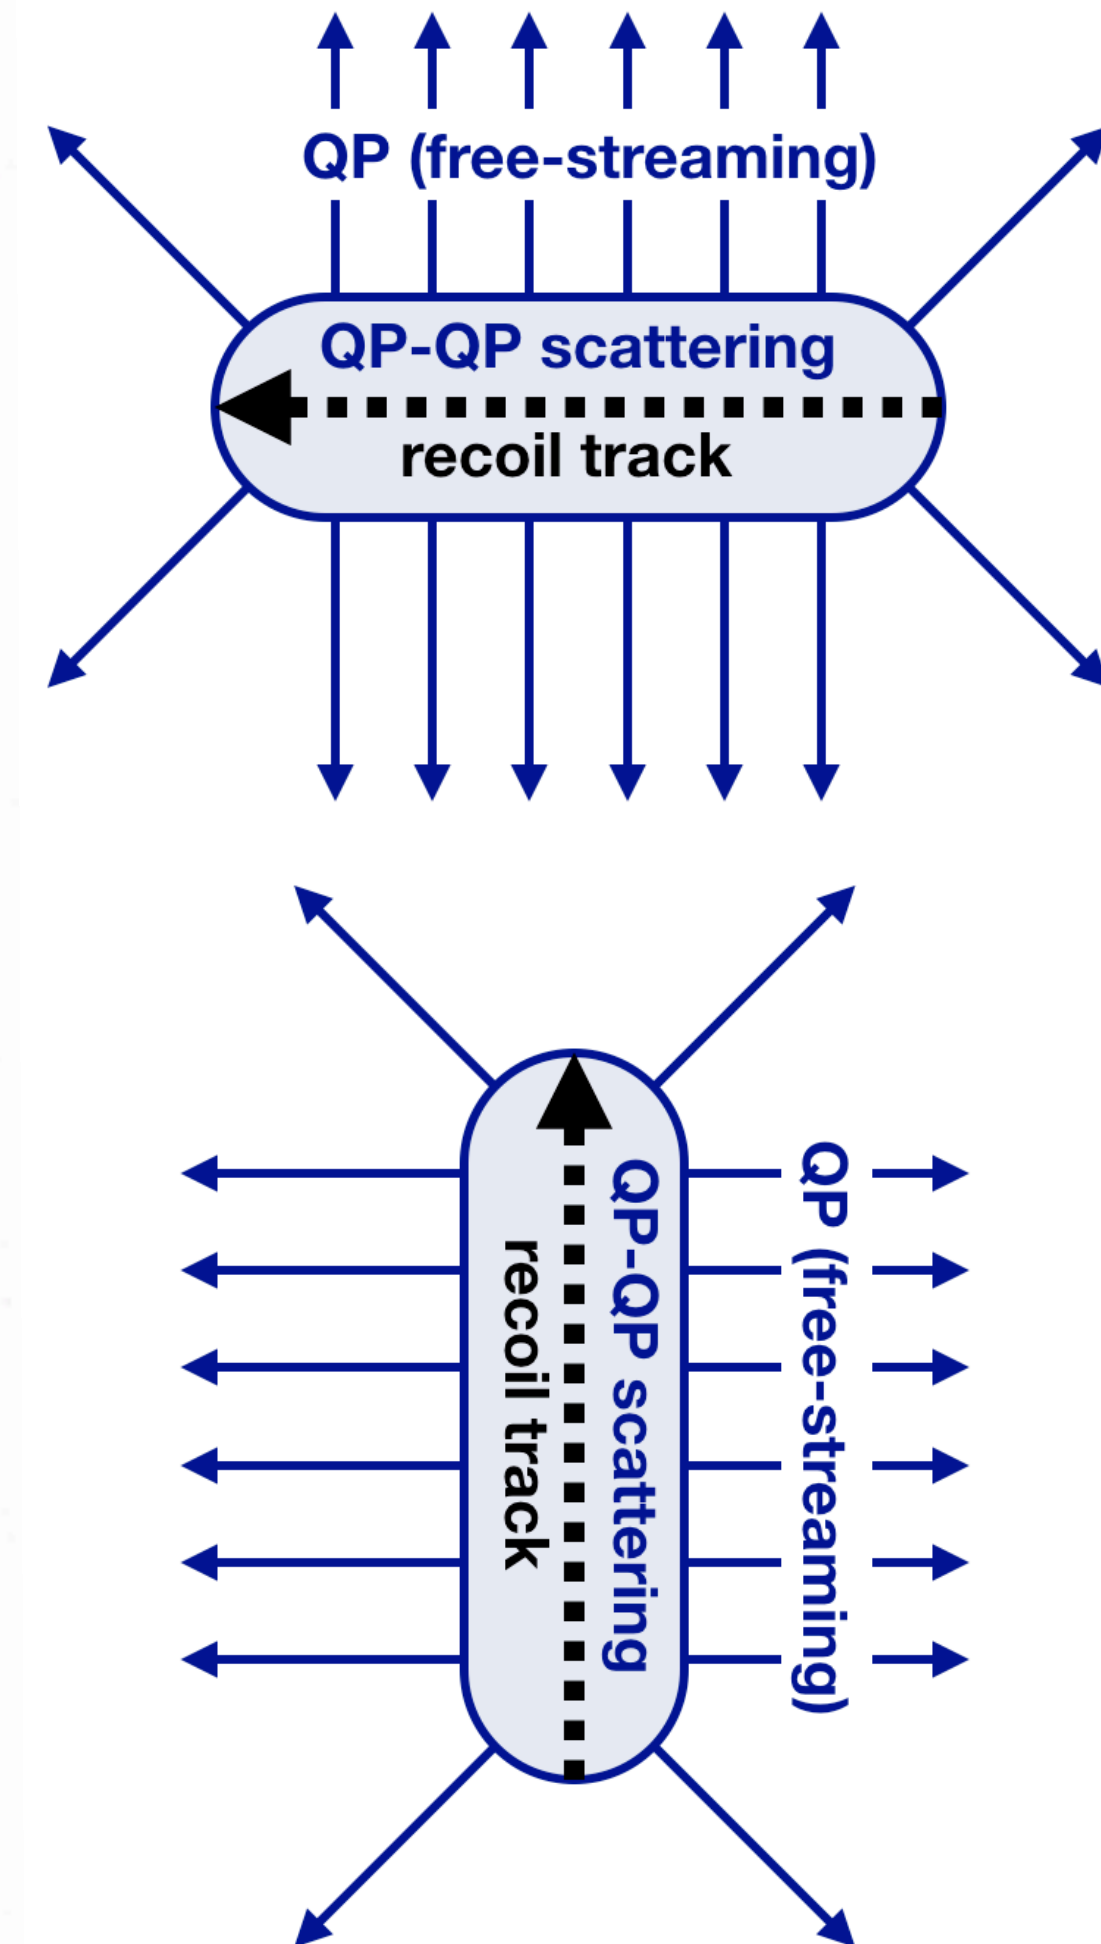 QP (free-streaming)
QP-QP scattering
recoil track
QP (free-streaming)
QP-QP scattering
recoil track